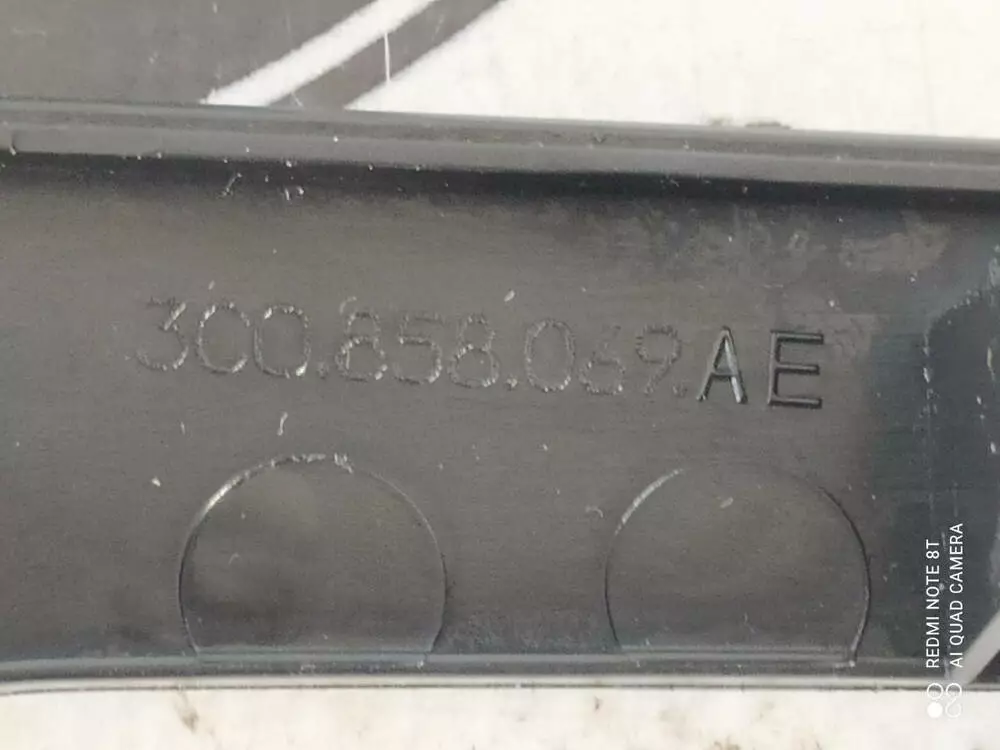 3C0.858.069.AE
REDMI NOTE 8T
AI QUAD CAMERA